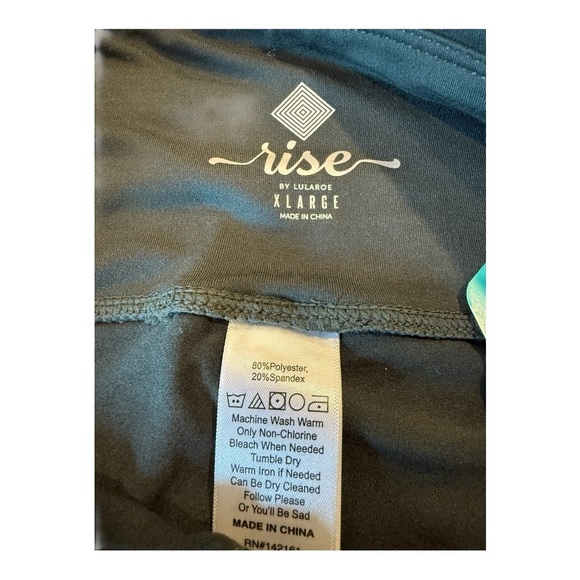 rise
BY LULAROE
XLARGE
MADE IN CHINA
80%Polyester,
20%Spandex
Machine Wash Warm
Only Non-Chlorine
Bleach When Needed
Tumble Dry
Warm Iron if Needed
Can Be Dry Cleaned
Follow Please
Or You'll Be Sad
MADE IN CHINA
RN#142161